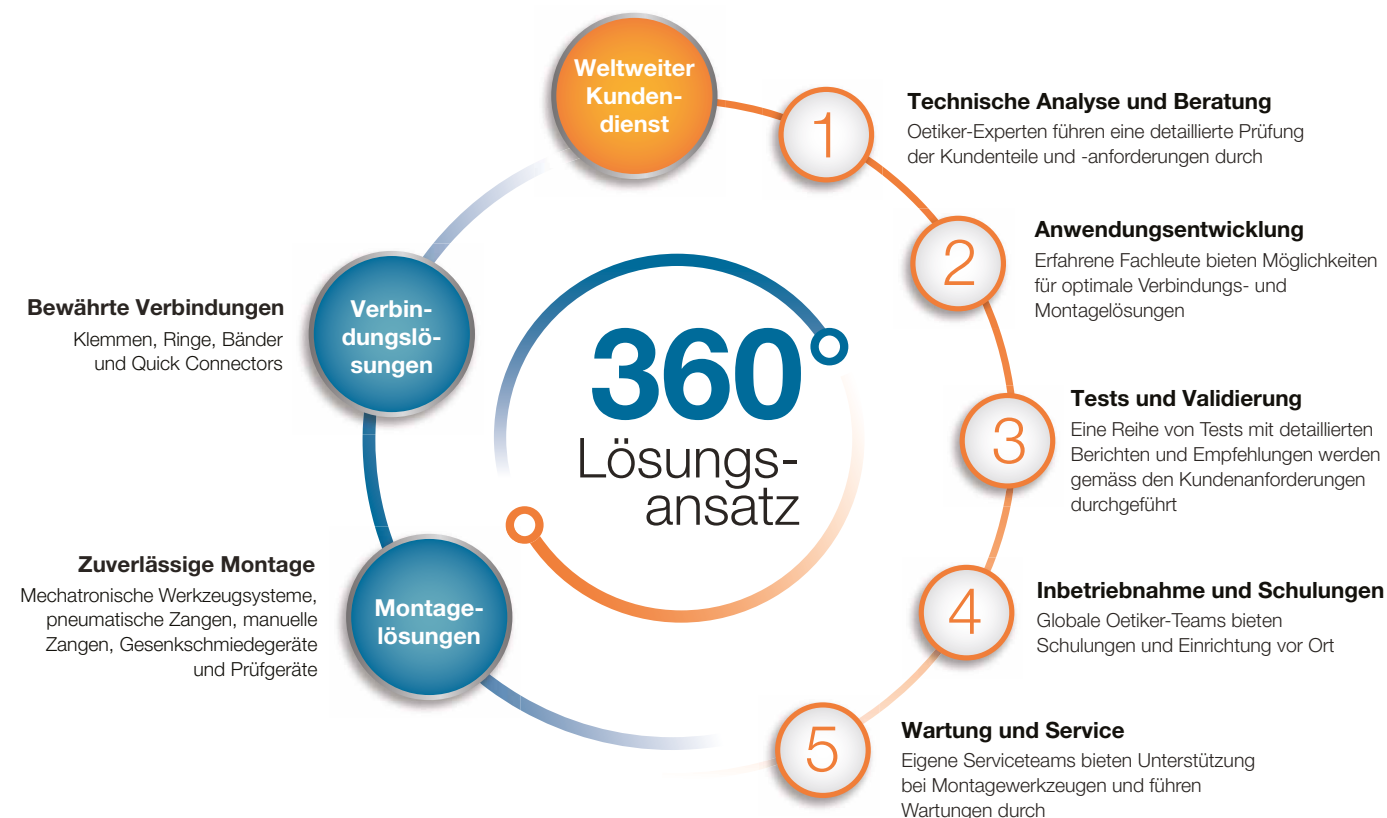 Weltweiter
Kunden-
dienst
1
Technische Analyse und Beratung
Oetiker-Experten führen eine detaillierte Prüfung
der Kundenteile und -anforderungen durch
2
Anwendungsentwicklung
Erfahrene Fachleute bieten Möglichkeiten
für optimale Verbindungs- und
Montagelösungen
3
Tests und Validierung
Eine Reihe von Tests mit detaillierten
Berichten und Empfehlungen werden
gemäss den Kundenanforderungen
durchgeführt
4
Inbetriebnahme und Schulungen
Globale Oetiker-Teams bieten
Schulungen und Einrichtung vor Ort
5
Wartung und Service
Eigene Serviceteams bieten Unterstützung
bei Montagewerkzeugen und führen
Wartungen durch
Verbin-
dungslö-
sungen
Bewährte Verbindungen
Klemmen, Ringe, Bänder
und Quick Connectors
Montage-
lösungen
Zuverlässige Montage
Mechatronische Werkzeugsysteme,
pneumatische Zangen, manuelle
Zangen, Gesenkschmiedegeräte
und Prüfgeräte
360°
Lösungs-
ansatz